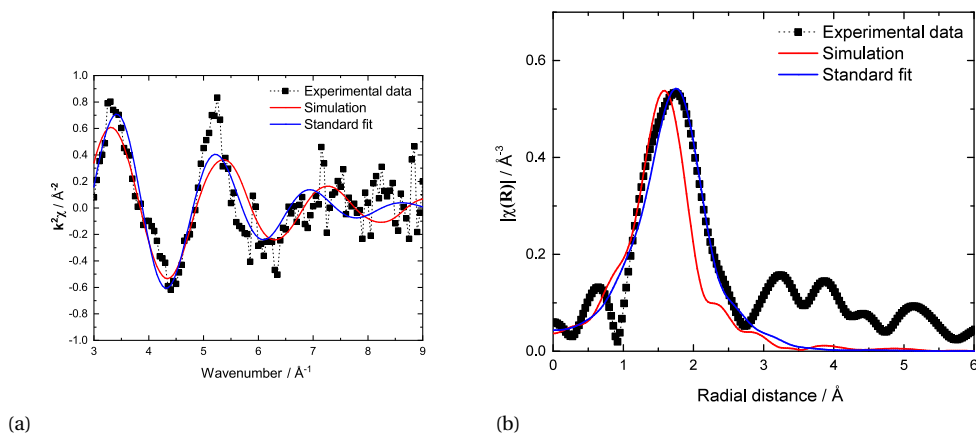 Experimental data
Simulation
Standard fit
k²χ / Å⁻²
1.0
0.8
0.6
0.4
0.2
0.0
-0.2
-0.4
-0.6
-0.8
-1.0
3 4 5 6 7 8 9
Wavenumber / Å⁻¹
(a)
Experimental data
Simulation
Standard fit
|χ(R)| / Å⁻³
0.6
0.4
0.2
0.0
0 1 2 3 4 5 6
Radial distance / Å
(b)